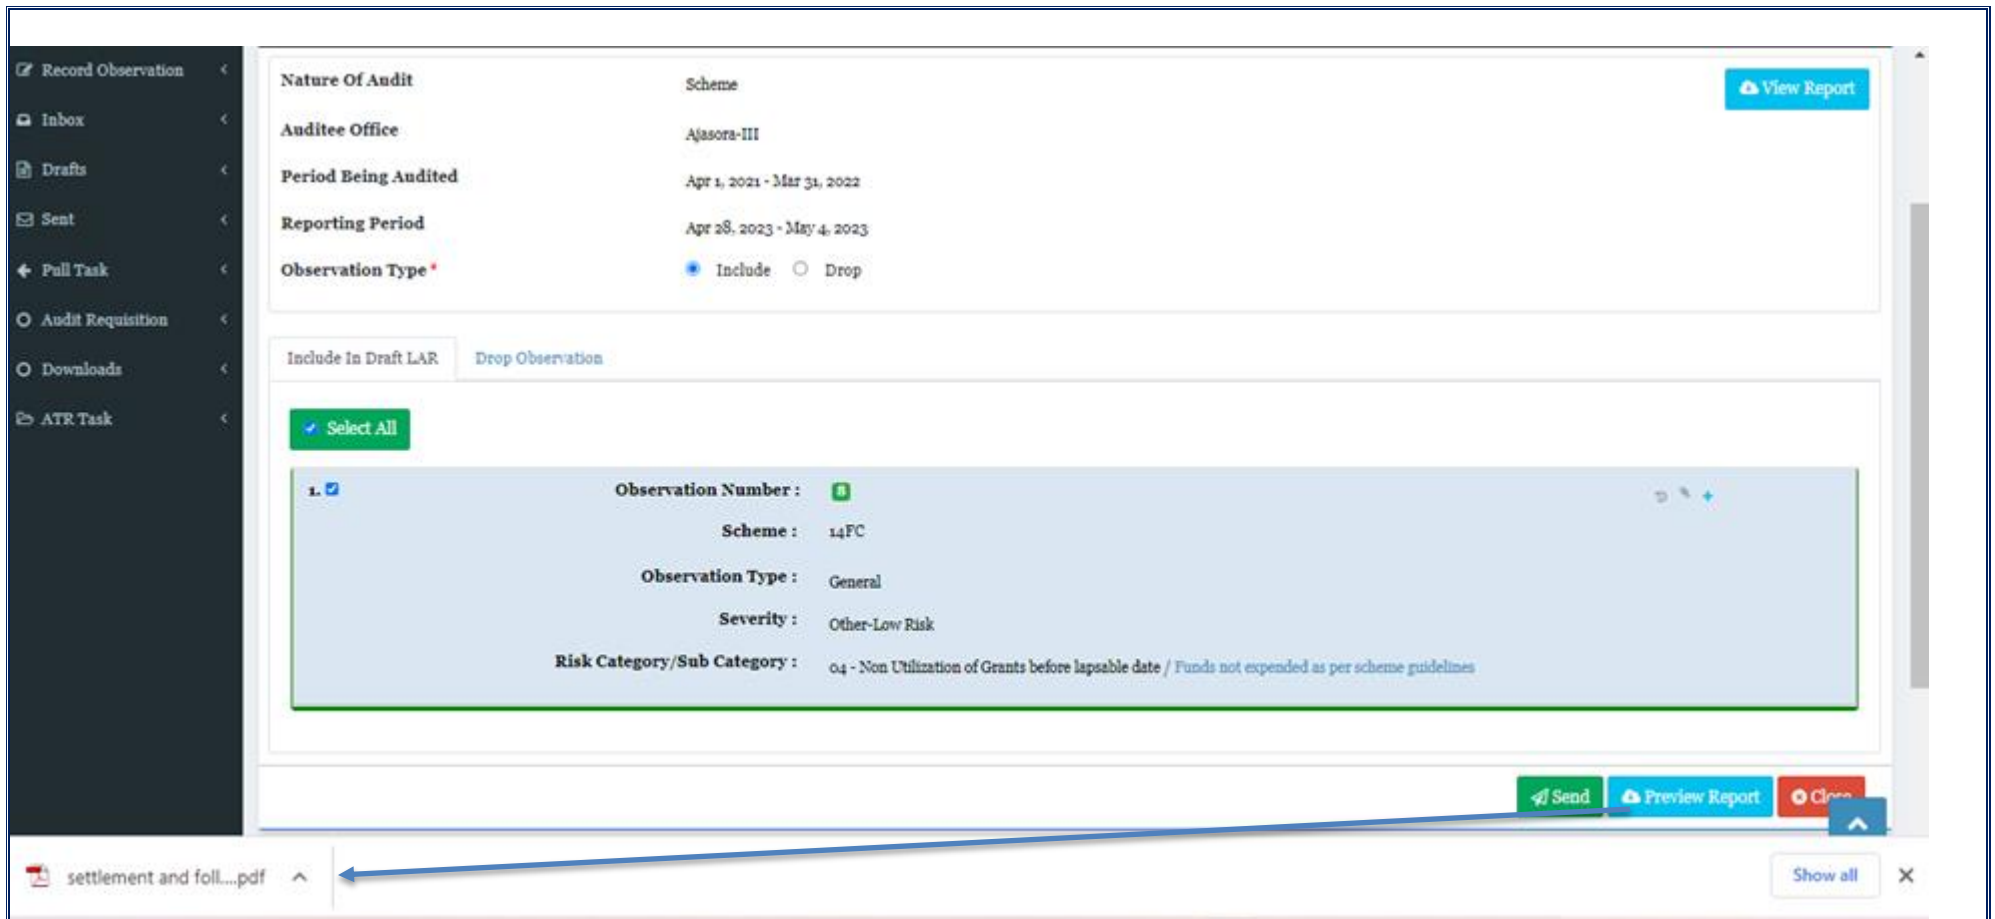 Record Observation
Inbox
Drafts
Sent
Pull Task
Audit Requisition
Downloads
ATR Task
Nature Of Audit Scheme View Report
Auditee Office Ajasora-III
Period Being Audited Apr 1, 2021 - Mar 31, 2022
Reporting Period Apr 28, 2023 - May 4, 2023
Observation Type * Include Drop
Include In Draft LAR Drop Observation
Select All
1. Observation Number : 8
Scheme : 14FC
Observation Type : General
Severity : Other-Low Risk
Risk Category/Sub Category : 04 - Non Utilization of Grants before lapsable date / Funds not expended as per scheme guidelines
Send Preview Report Close
settlement and foll....pdf Show all